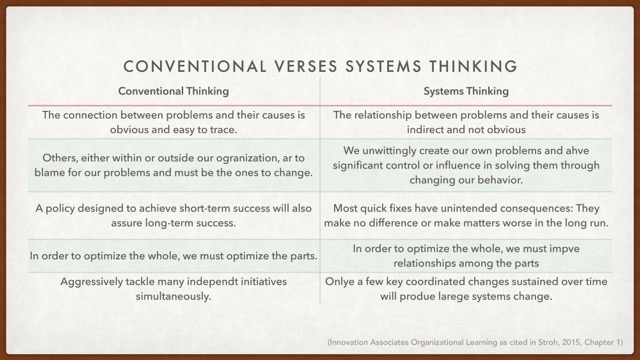 CONVENTIONAL VERSES SYSTEMS THINKING
Conventional Thinking
Systems Thinking
The connection between problems and their causes is
obvious and easy to trace.
The relationship between problems and their causes is
indirect and not obvious
Others, either within or outside our ogranization, ar to
blame for our problems and must be the ones to change.
We unwittingly create our own problems and ahve
significant control or influence in solving them through
changing our behavior.
A policy designed to achieve short-term success will also
assure long-term success.
Most quick fixes have unintended consequences: They
make no difference or make matters worse in the long run.
In order to optimize the whole, we must optimize the parts.
In order to optimize the whole, we must impve
relationships among the parts
Aggressively tackle many independt initiatives
simultaneously.
Onlye a few key coordinated changes sustained over time
will produe larege systems change.
(Innovation Associates Organizational Learning as cited in Stroh, 2015, Chapter 1)